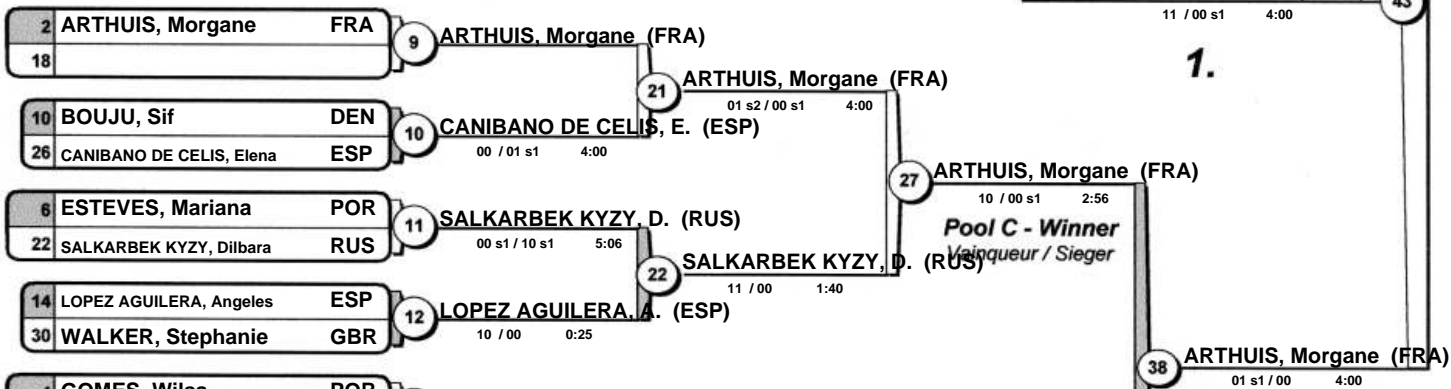 11 / 00 s1 4:00
43
1.
2 ARTHUIS, Morgane FRA
18
9 ARTHUIS, Morgane (FRA)
21 ARTHUIS, Morgane (FRA)
01 s2 / 00 s1 4:00
10 BOUJU, Sif DEN
26 CANIBANO DE CELIS, Elena ESP
10 CANIBANO DE CELIS, E. (ESP)
00 / 01 s1 4:00
27 ARTHUIS, Morgane (FRA)
10 / 00 s1 2:56
Pool C - Winner
Vainqueur / Sieger
6 ESTEVES, Mariana POR
22 SALKARBEK KYZY, Dilbara RUS
11 SALKARBEK KYZY, D. (RUS)
00 s1 / 10 s1 5:06
22 SALKARBEK KYZY, D. (RUS)
11 / 00 1:40
14 LOPEZ AGUILERA, Angeles ESP
30 WALKER, Stephanie GBR
12 LOPEZ AGUILERA, A. (ESP)
10 / 00 0:25
38 ARTHUIS, Morgane (FRA)
01 s1 / 00 4:00
4 GOMES, Wilsa POR